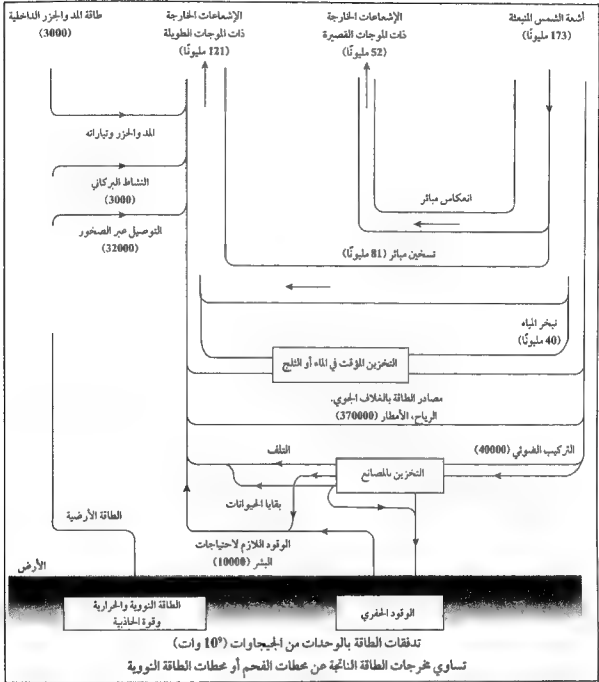 أشعة الشمس المنبعثة
(173 مليونًا)
الإشعاعات الخارجة
ذات الموجات القصيرة
(52 مليونًا)
الإشعاعات الخارجة
ذات الموجات الطويلة
(121 مليونًا)
طاقة المد والجزر الداخلية
(3000)
المد والجزر وتياراته
النشاط البركاني
(3000)
التوصيل عبر الصخور
(32000)
انعكاس مباشر
تسخين مباشر (81 مليونًا)
تبخر المياه
(40 مليونًا)
التخزين المؤقت في الماء أو الثلج
مصادر الطاقة بالغلاف الجوي.
الرياح، الأمطار (370000)
التركيب الضوئي (40000)
التلف
التخزين بالمصانع
بقايا الحيوانات
الوقود اللازم لاحتياجات
البشر (10000)
الطاقة الأرضية
الأرض
الوقود الحفري
الطاقة النووية والحرارية
وقوة الجاذبية
تدفقات الطاقة بالوحدات من الجيجاوات (10⁹ وات)
تساوي مخرجات الطاقة الناتجة عن محطات الفحم أو محطات الطاقة النووية